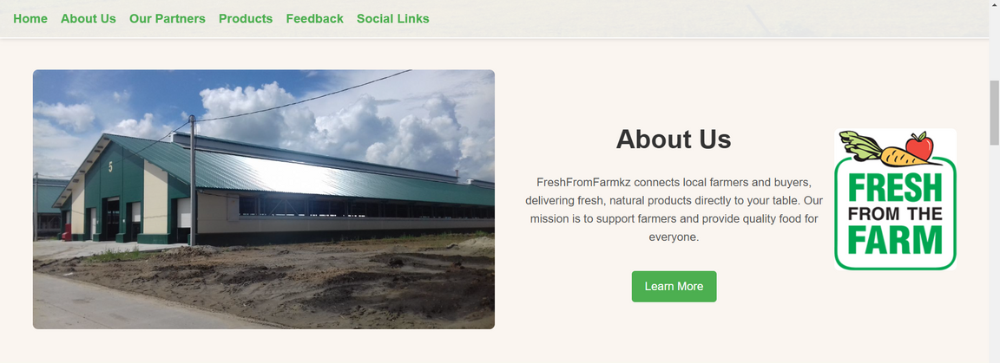 Home About Us Our Partners Products Feedback Social Links
5
About Us
FreshFromFarmkz connects local farmers and buyers,
delivering fresh, natural products directly to your table. Our
mission is to support farmers and provide quality food for
everyone.
Learn More
FRESH
FROM THE
FARM